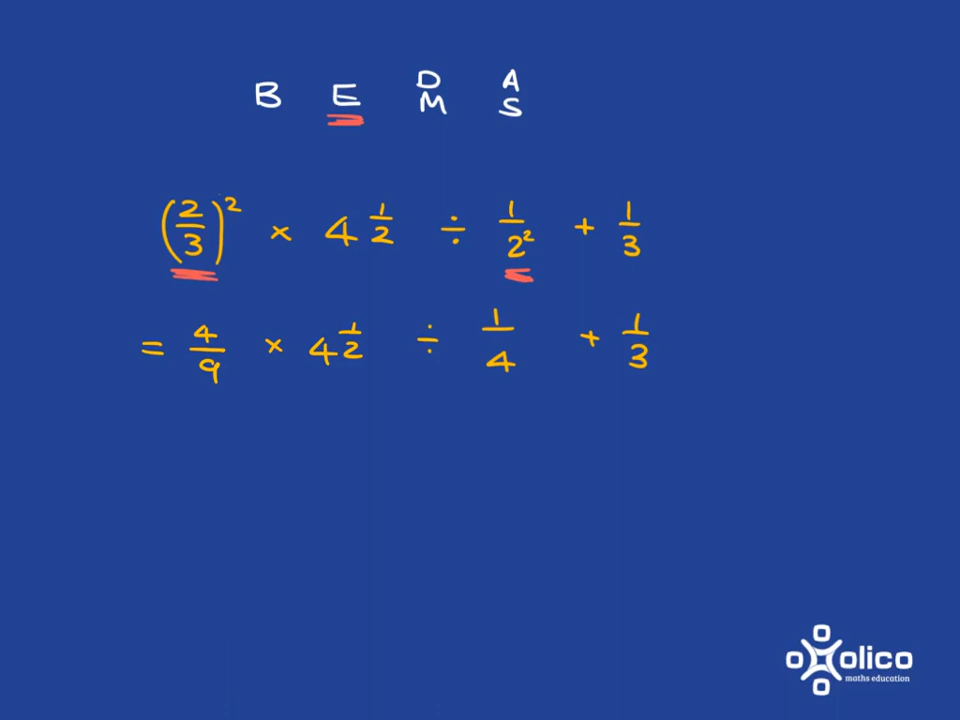 B E D M A S
(2/3)² × 4 1/2 ÷ 1/2² + 1/3
= 4/9 × 4 1/2 ÷ 1/4 + 1/3
olico
maths education